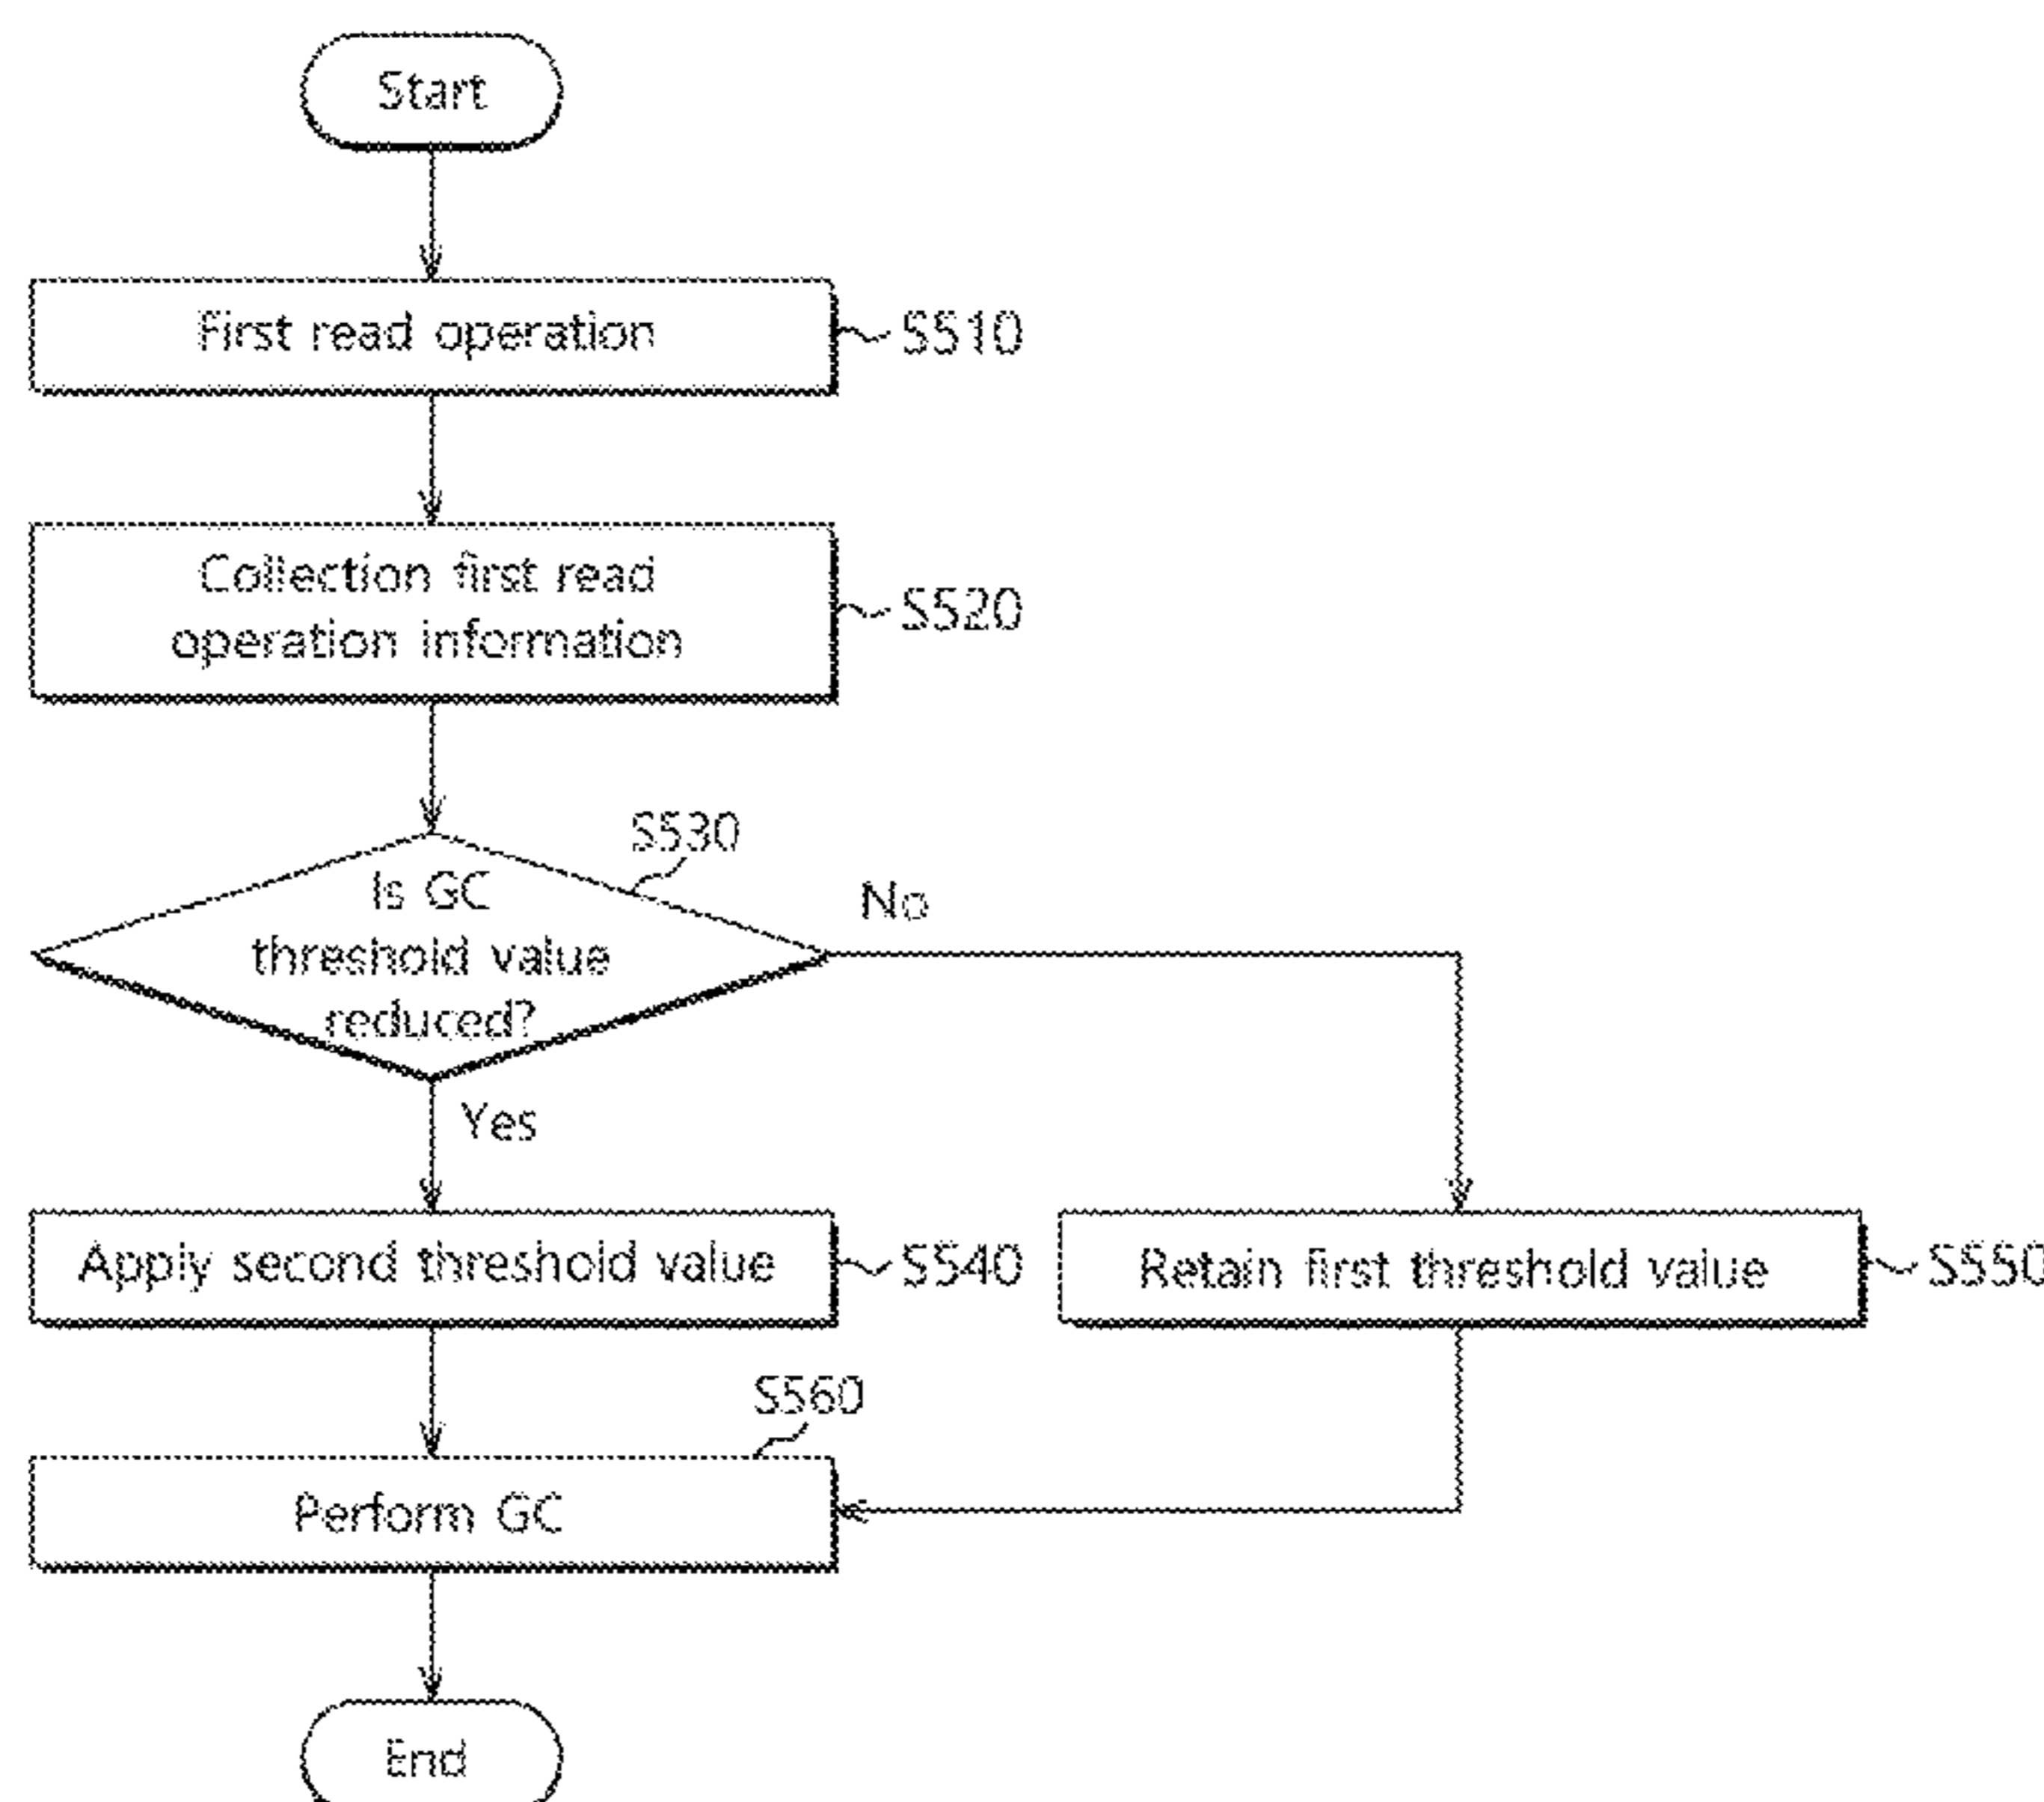 Start
First read operation
S510
Collection first read
operation information
S520
S530
Is GC
threshold value
reduced?
No
Yes
Apply second threshold value
S540
Retain first threshold value
S550
S560
Perform GC
End